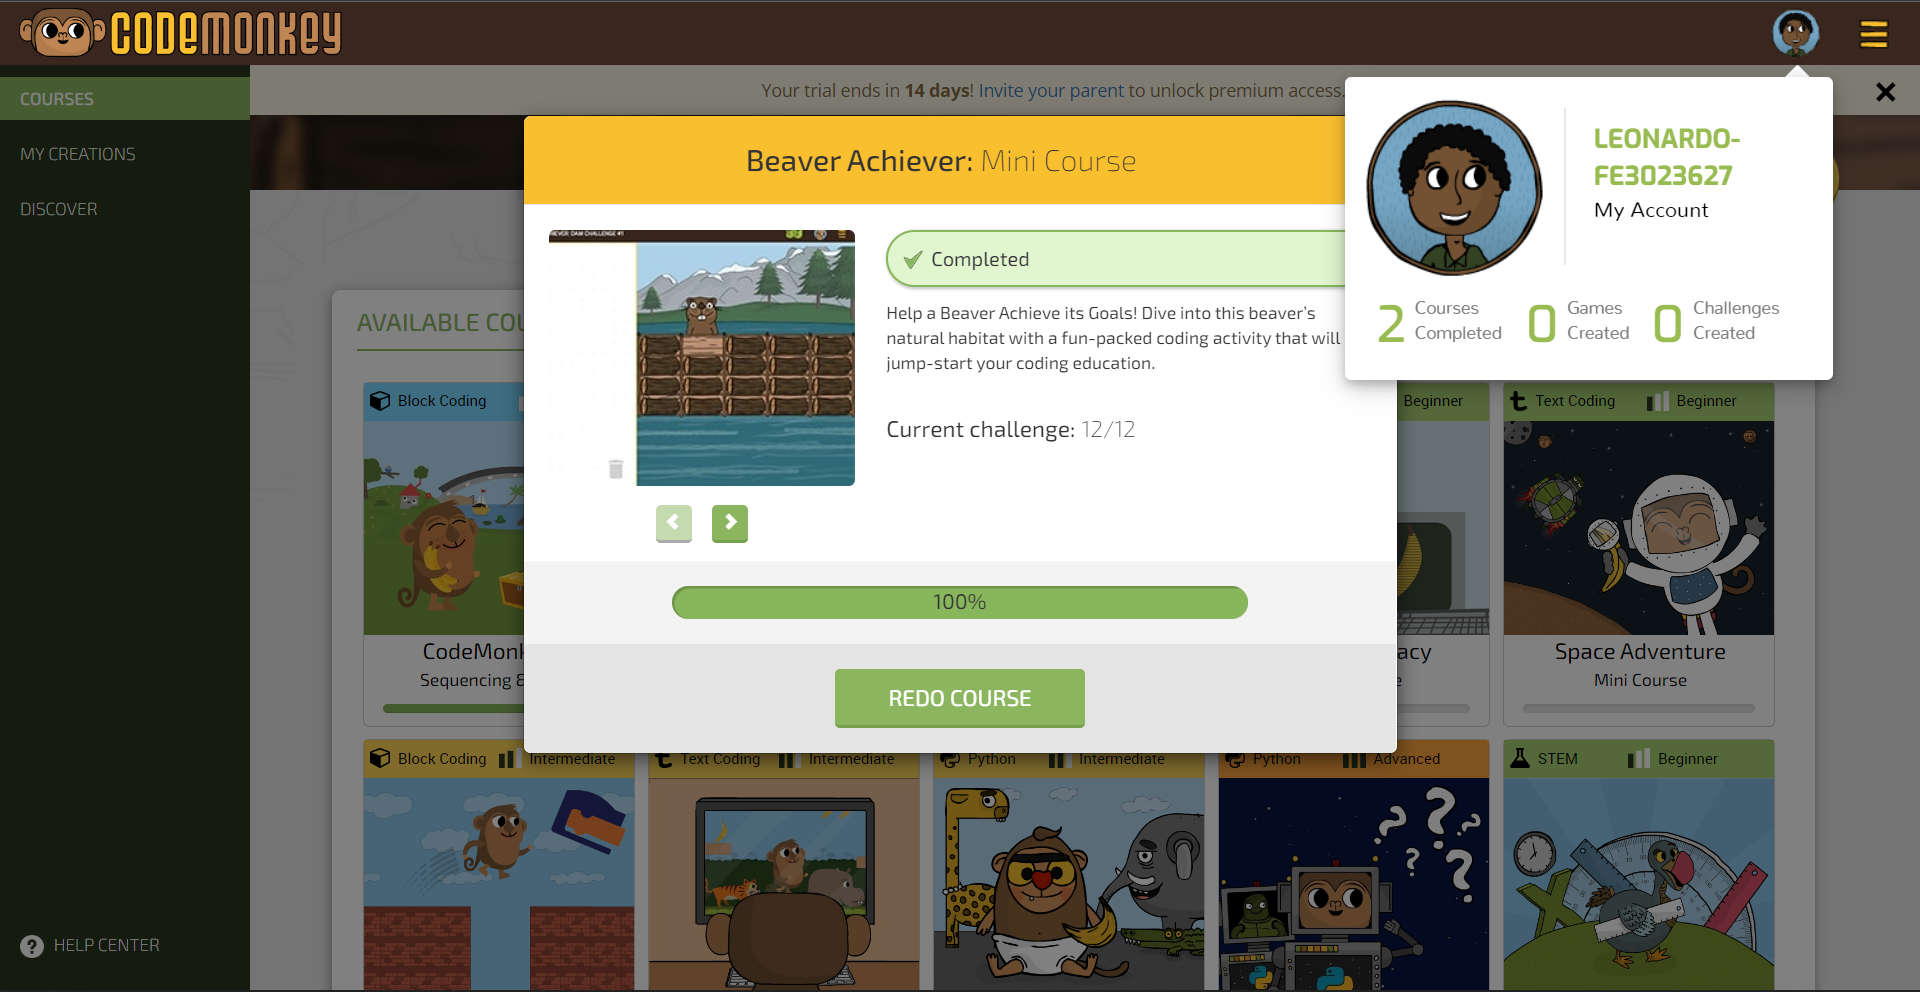 CODEMONKEY
COURSES
MY CREATIONS
DISCOVER
HELP CENTER
Your trial ends in 14 days! Invite your parent to unlock premium access.
LEONARDO-
FE3023627
My Account
2 Courses Completed
0 Games Created
0 Challenges Created
Beaver Achiever: Mini Course
Completed
Help a Beaver Achieve its Goals! Dive into this beaver's
natural habitat with a fun-packed coding activity that will
jump-start your coding education.
Current challenge: 12/12
100%
REDO COURSE
AVAILABLE COU
Block Coding
Beginner
Text Coding Beginner
CodeMonk
Sequencing &
acy
Space Adventure
Mini Course
Block Coding Intermediate
Text Coding Intermediate
Python Intermediate
Python Advanced
STEM Beginner